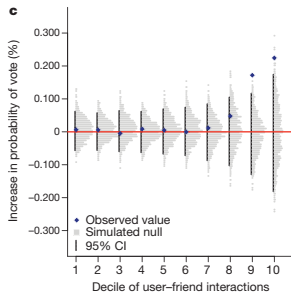 c
Increase in probability of vote (%)
0.300
0.200
0.100
0.000
−0.100
−0.200
−0.300
Observed value
Simulated null
95% CI
1 2 3 4 5 6 7 8 9 10
Decile of user–friend interactions